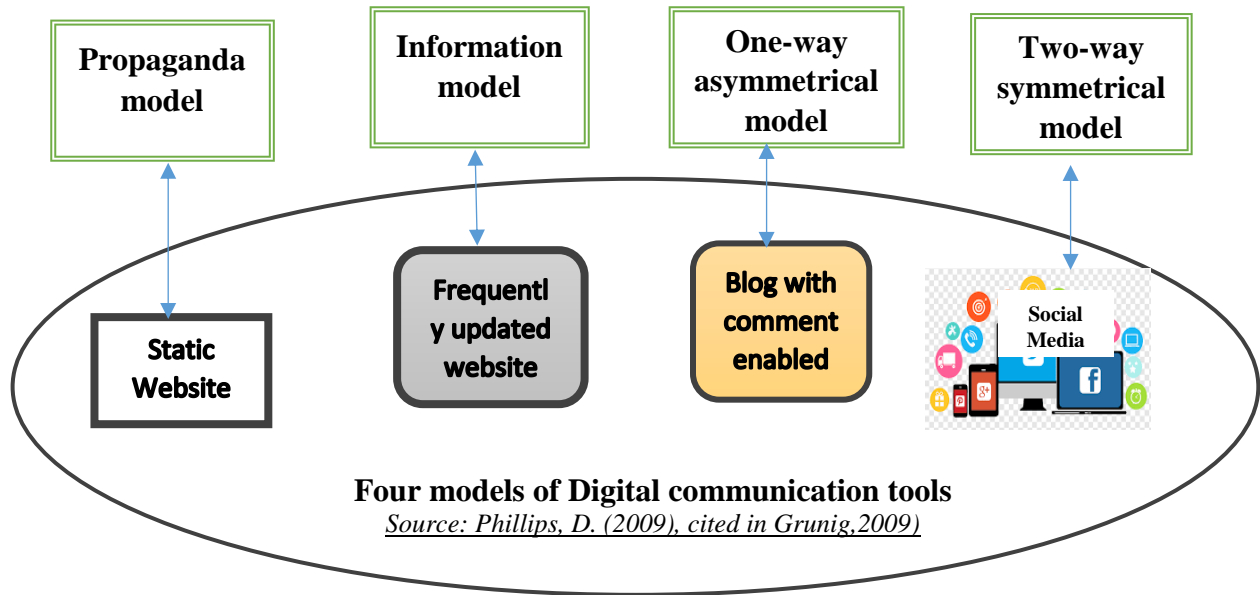 Propaganda
model
Information
model
One-way
asymmetrical
model
Two-way
symmetrical
model
Static
Website
Frequentl
y updated
website
Blog with
comment
enabled
Social
Media
g+
f
Four models of Digital communication tools
Source: Phillips, D. (2009), cited in Grunig,2009)